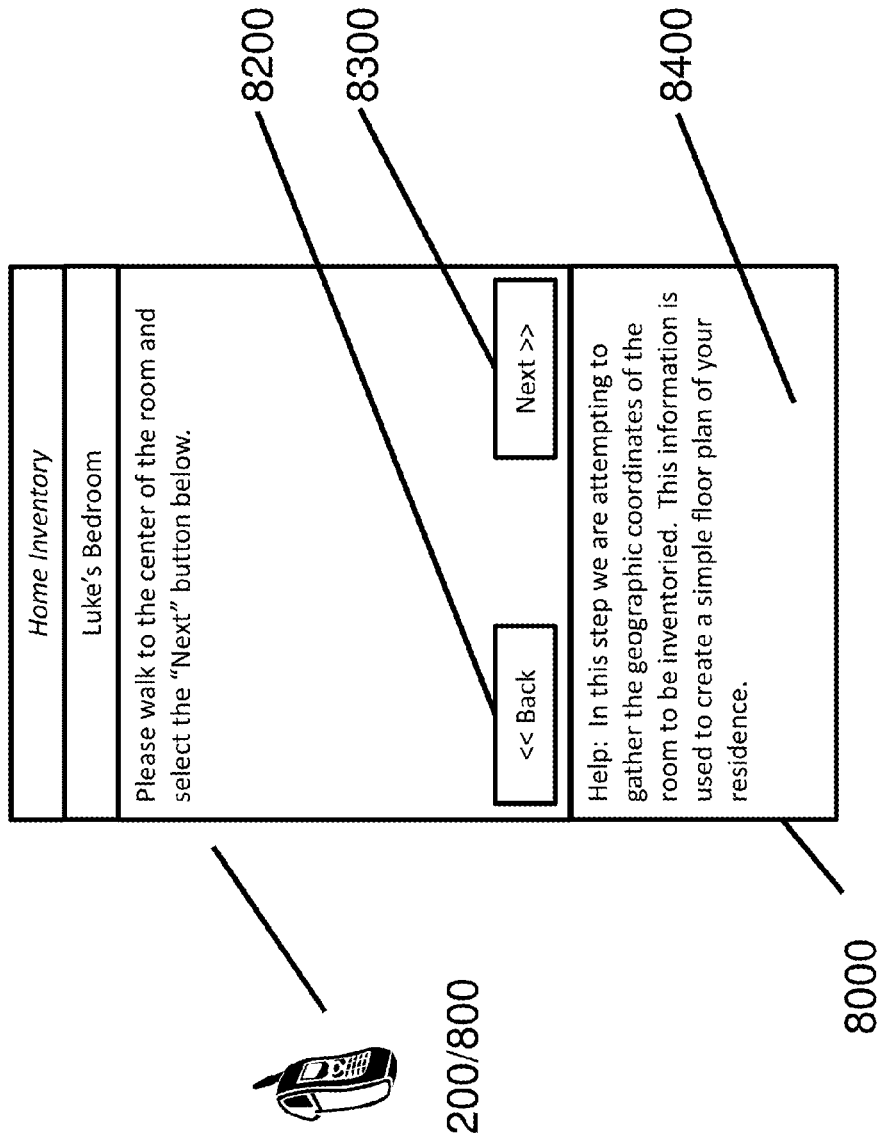 Home Inventory
Luke's Bedroom
Please walk to the center of the room and
select the “Next” button below.
<< Back
Next >>
Help: In this step we are attempting to
gather the geographic coordinates of the
room to be inventoried. This information is
used to create a simple floor plan of your
residence.
200/800
8000
8200
8300
8400